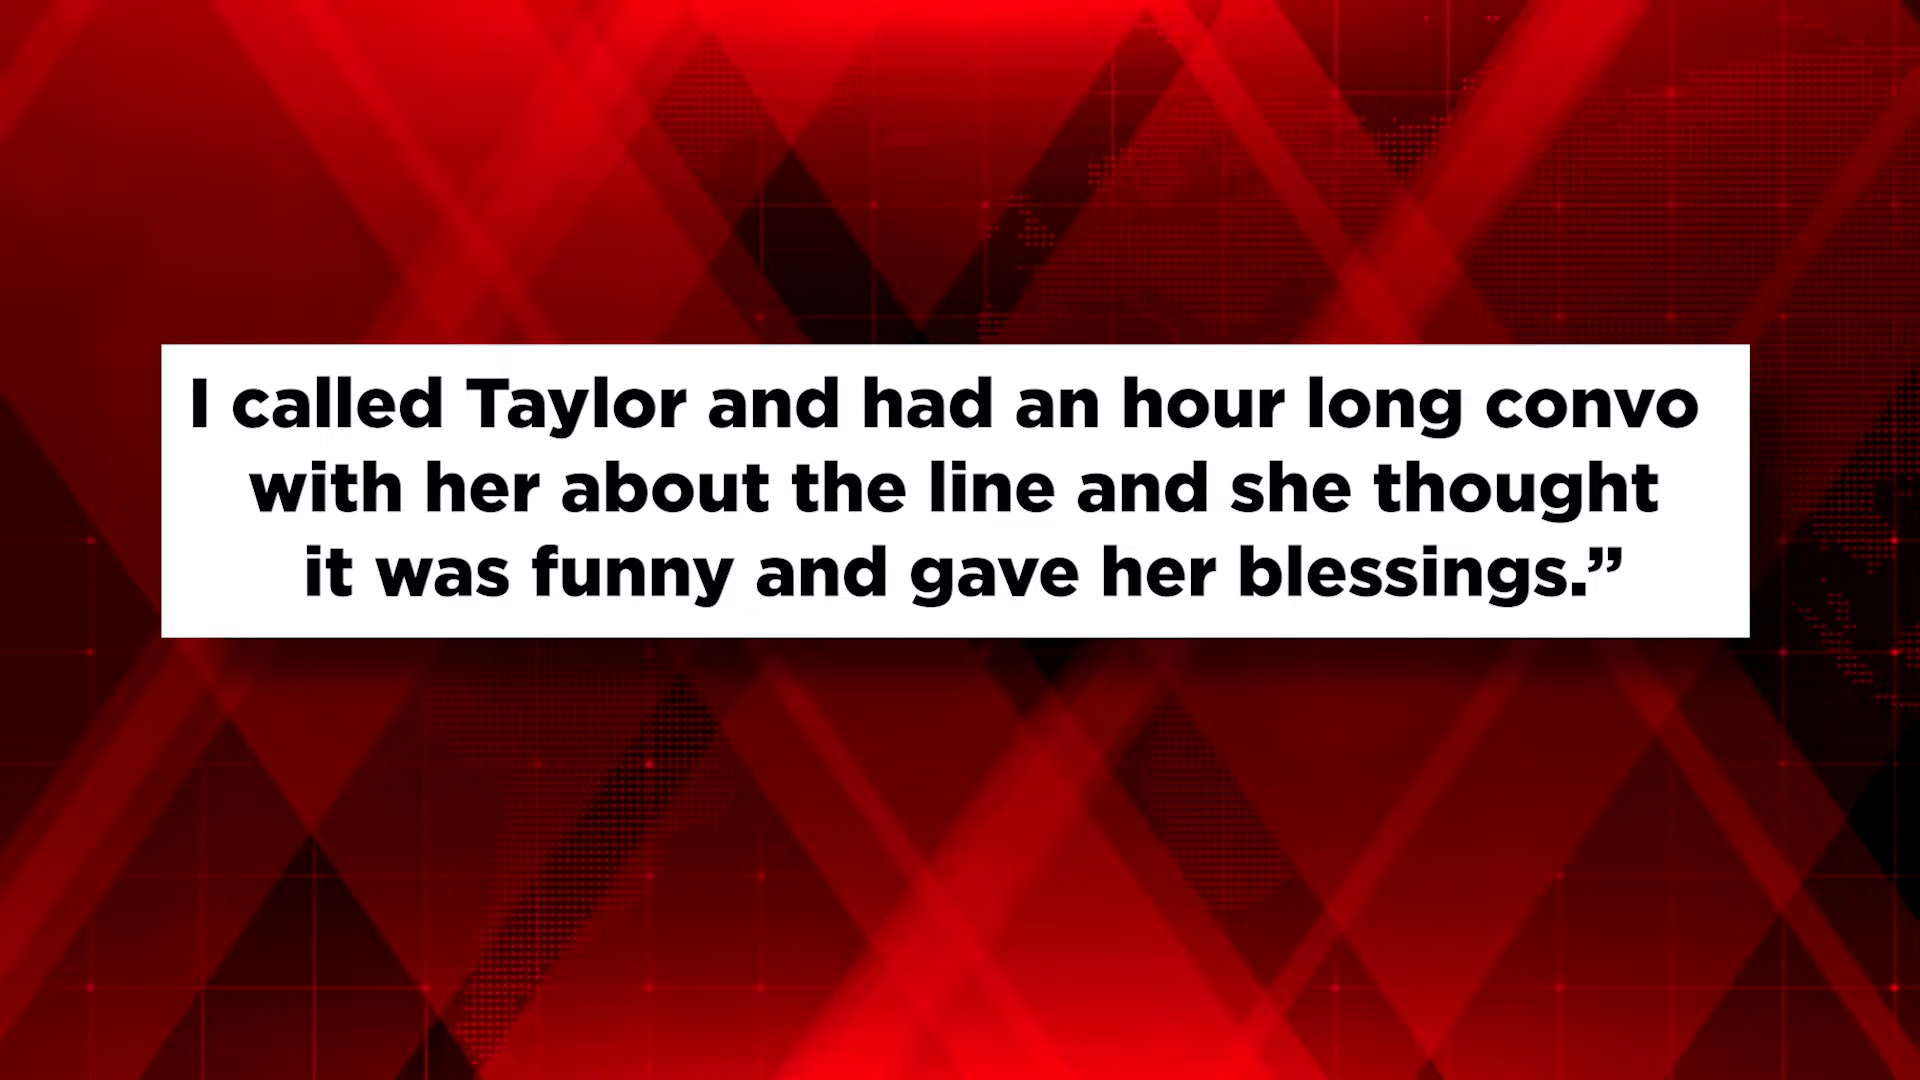 I called Taylor and had an hour long convo
with her about the line and she thought
it was funny and gave her blessings.”